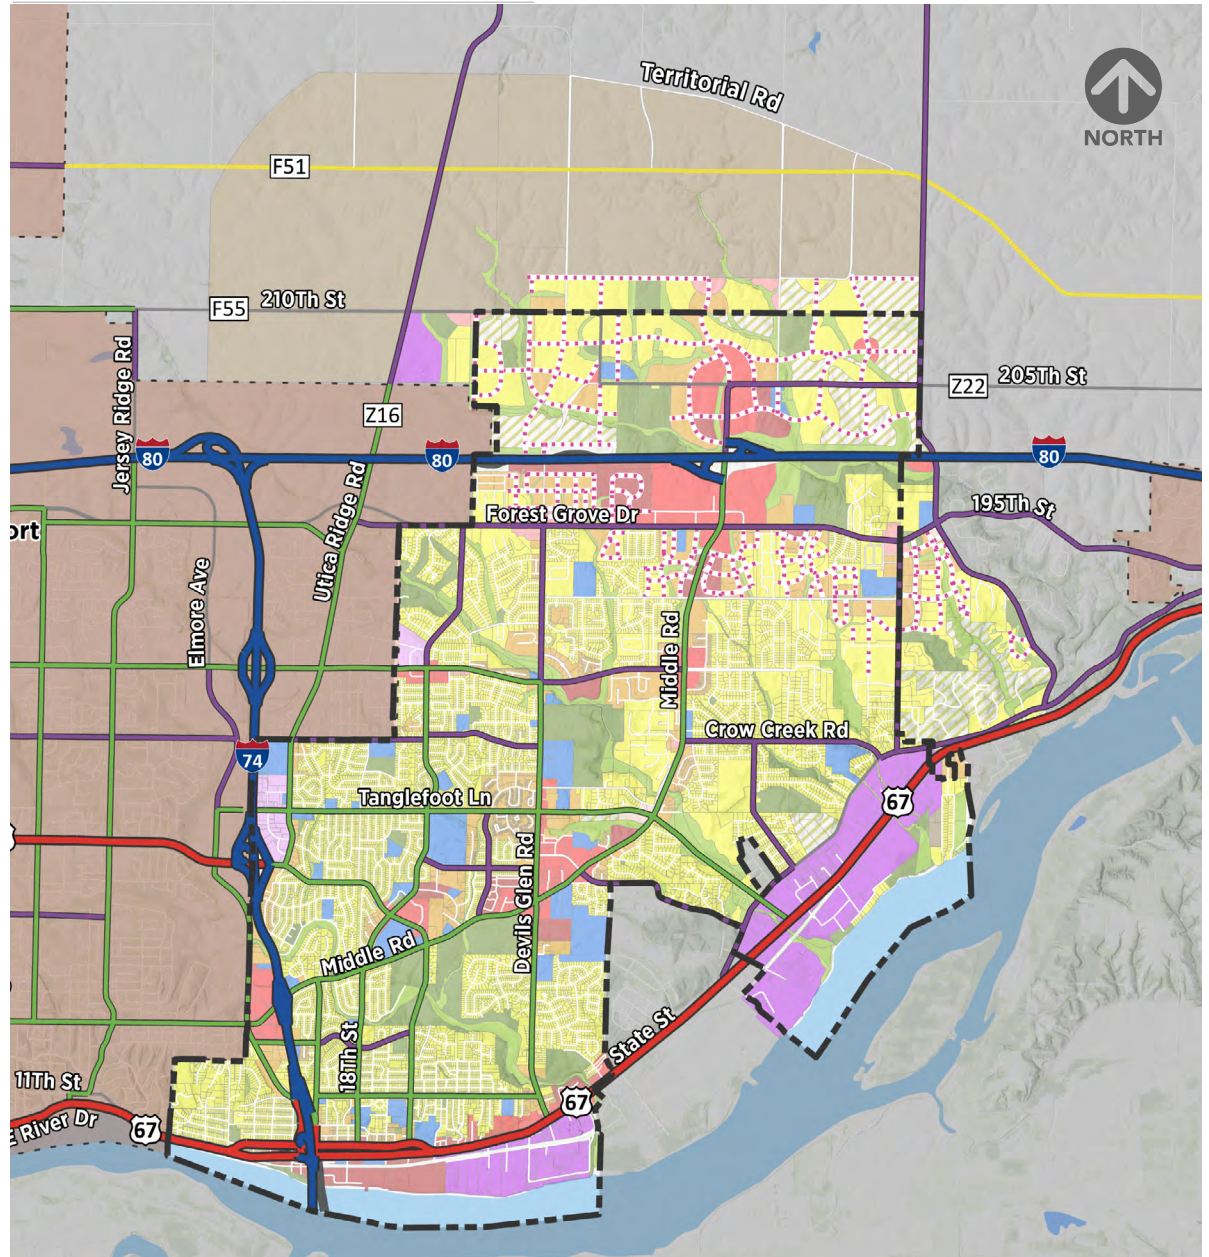 Territorial Rd
NORTH
F51
F55
210Th St
Jersey Ridge Rd
205Th St
Z22
Z16
80
80
80
Utica Ridge Rd
195Th St
Forest Grove Dr
ort
Elmore Ave
Middle Rd
Crow Creek Rd
74
Tanglefoot Ln
67
Devils Glen Rd
Middle Rd
State St
18Th St
11Th St
67
E River Dr
67